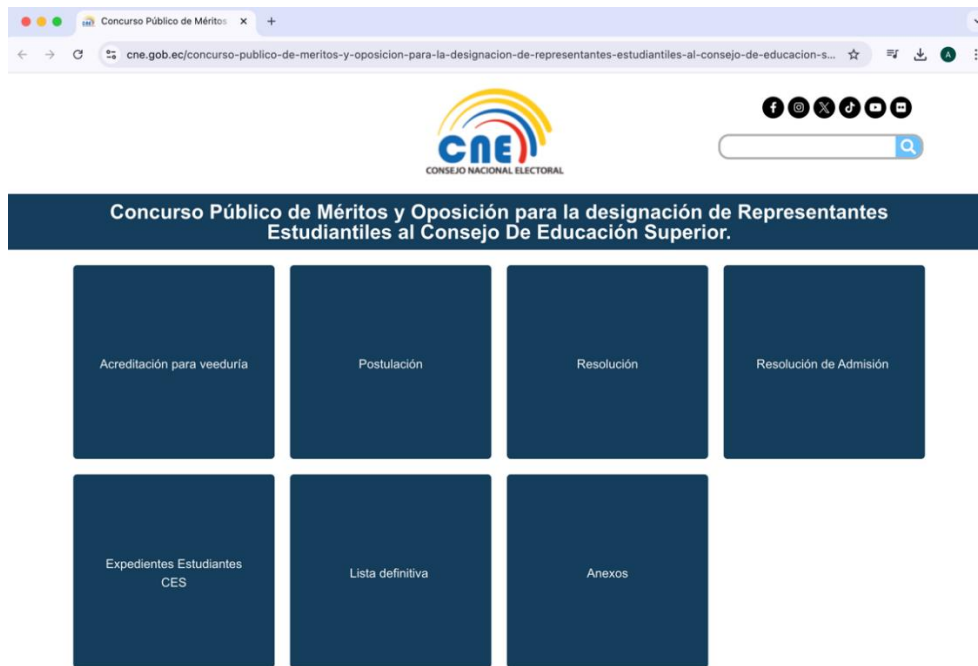 Concurso Público de Méritos
cne.gob.ec/concurso-publico-de-meritos-y-oposicion-para-la-designacion-de-representantes-estudiantiles-al-consejo-de-educacion-s...
A
CNE
CONSEJO NACIONAL ELECTORAL
Concurso Público de Méritos y Oposición para la designación de Representantes
Estudiantiles al Consejo De Educación Superior.
Acreditación para veeduría
Postulación
Resolución
Resolución de Admisión
Expedientes Estudiantes
CES
Lista definitiva
Anexos